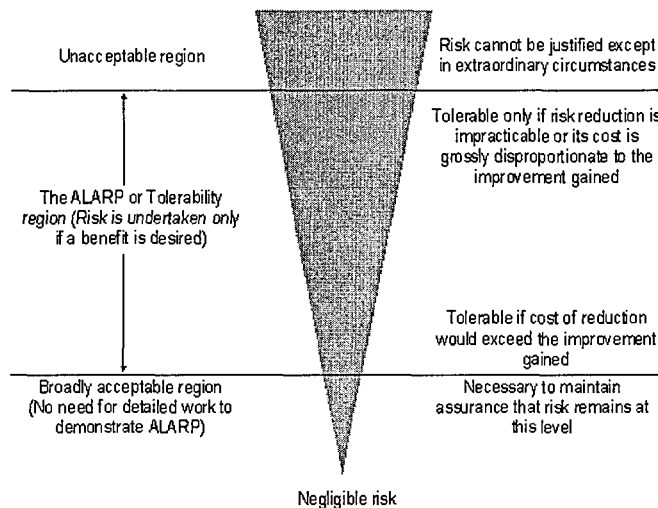 Unacceptable region
Risk cannot be justified except
in extraordinary circumstances
Tolerable only if risk reduction is
impracticable or its cost is
grossly disproportionate to the
improvement gained
The ALARP or Tolerability
region (Risk is undertaken only
if a benefit is desired)
Tolerable if cost of reduction
would exceed the improvement
gained
Broadly acceptable region
(No need for detailed work to
demonstrate ALARP)
Necessary to maintain
assurance that risk remains at
this level
Negligible risk